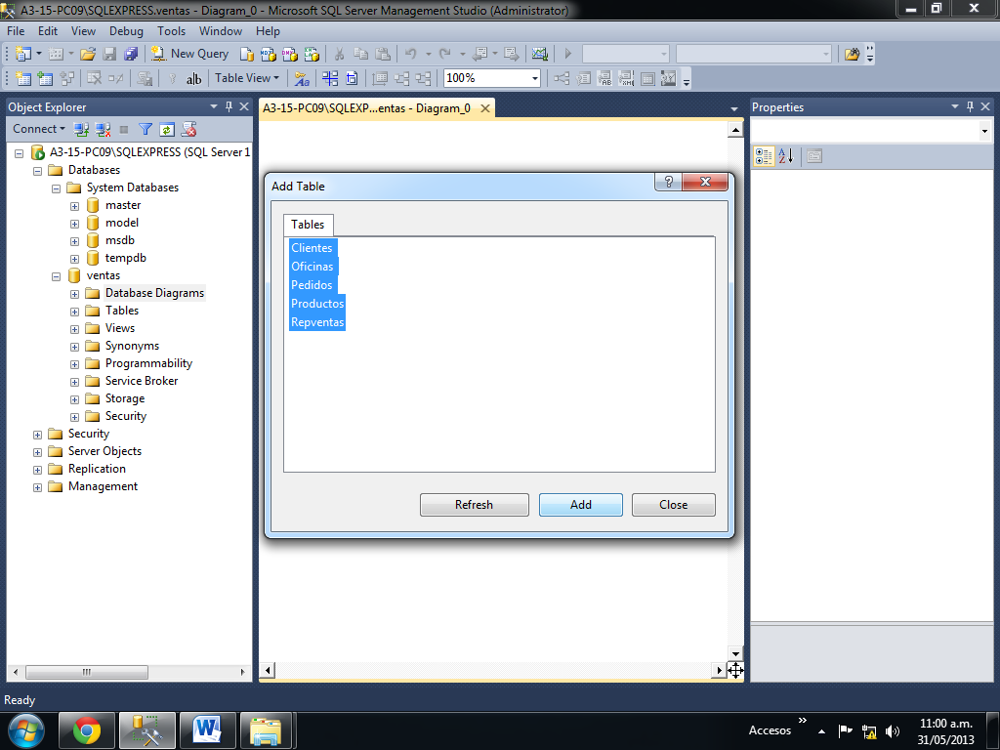 A3-15-PC09\SQLEXPRESS.ventas - Diagram_0 - Microsoft SQL Server Management Studio (Administrator)
File Edit View Debug Tools Window Help
New Query
ab Table View 100%
Object Explorer
Connect
A3-15-PC09\SQLEXPRESS (SQL Server 1
Databases
System Databases
master
model
msdb
tempdb
ventas
Database Diagrams
Tables
Views
Synonyms
Programmability
Service Broker
Storage
Security
Security
Server Objects
Replication
Management
A3-15-PC09\SQLEXP...entas - Diagram_0
Add Table
Tables
Clientes
Oficinas
Pedidos
Productos
Repventas
Refresh Add Close
Properties
Ready
Accesos
11:00 a.m.
31/05/2013